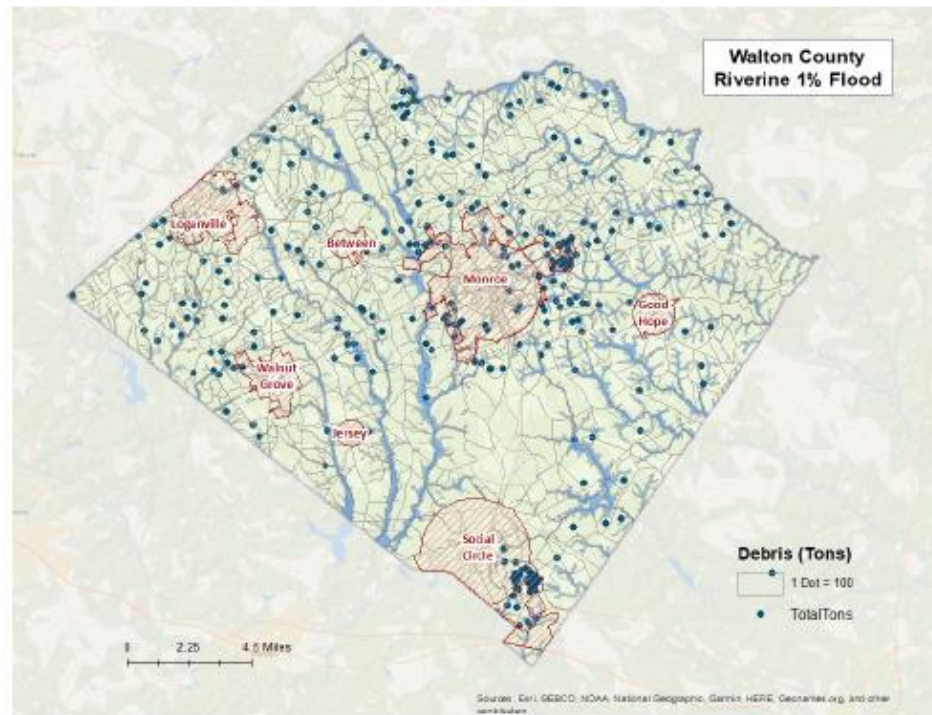 Walton County
Riverine 1% Flood
Loganville
Between
Monroe
Good
Hope
Walnut
Grove
Jersey
Social
Circle
Debris (Tons)
1 Dot = 100
TotalTons
0 2.25 4.5 Miles
Sources: Esri, GEBCO, NOAA, National Geographic, Garmin, HERE, Geonames.org, and other
contributors